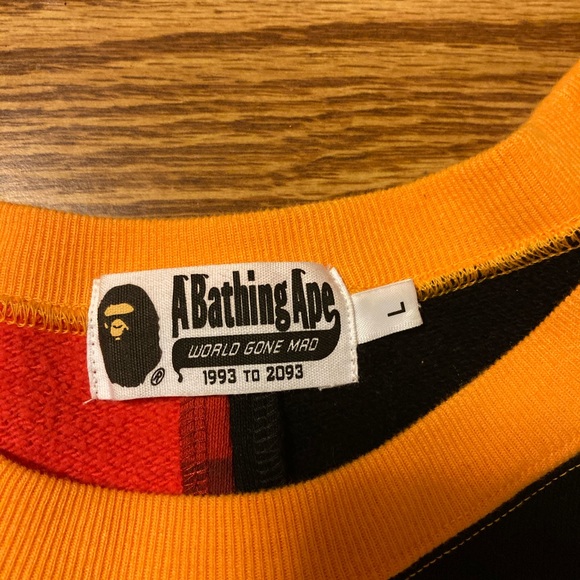 A Bathing Ape
®
WORLD GONE MAD
1993 TO 2093
L